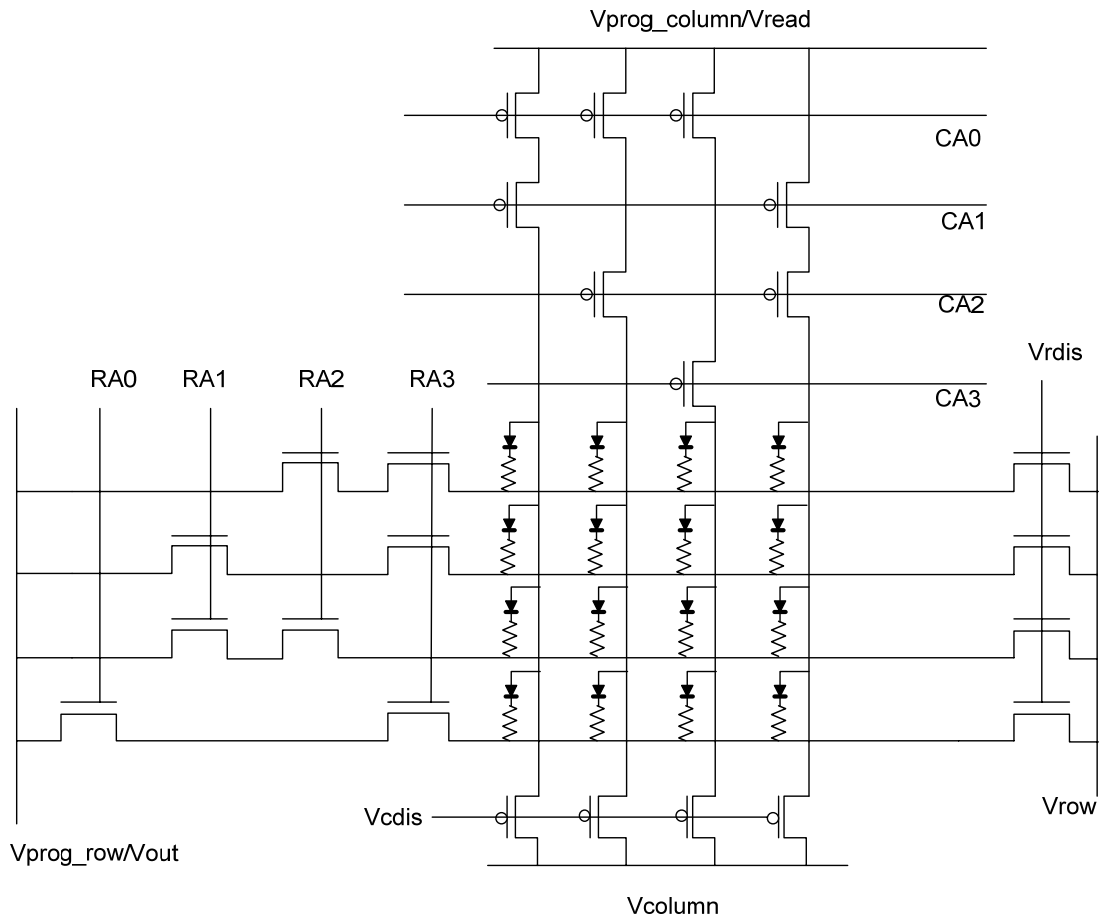 Vprog_column/Vread
CA0
CA1
CA2
Vrdis
RA0 RA1 RA2 RA3
CA3
Vcdis
Vrow
Vprog_row/Vout
Vcolumn